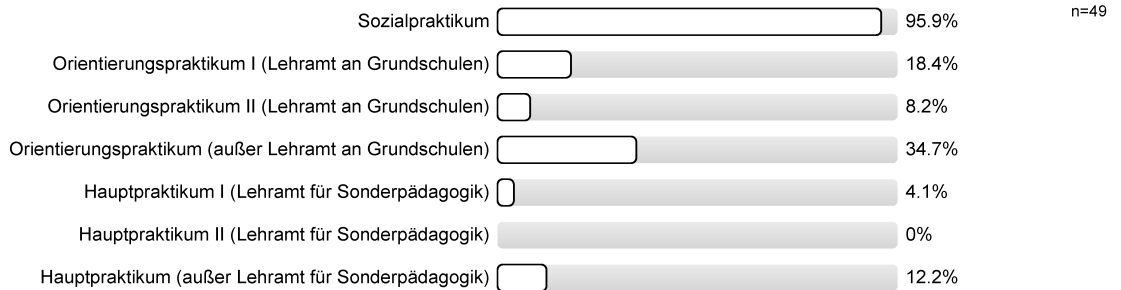 Sozialpraktikum 95.9% n=49
Orientierungspraktikum I (Lehramt an Grundschulen) 18.4%
Orientierungspraktikum II (Lehramt an Grundschulen) 8.2%
Orientierungspraktikum (außer Lehramt an Grundschulen) 34.7%
Hauptpraktikum I (Lehramt für Sonderpädagogik) 4.1%
Hauptpraktikum II (Lehramt für Sonderpädagogik) 0%
Hauptpraktikum (außer Lehramt für Sonderpädagogik) 12.2%